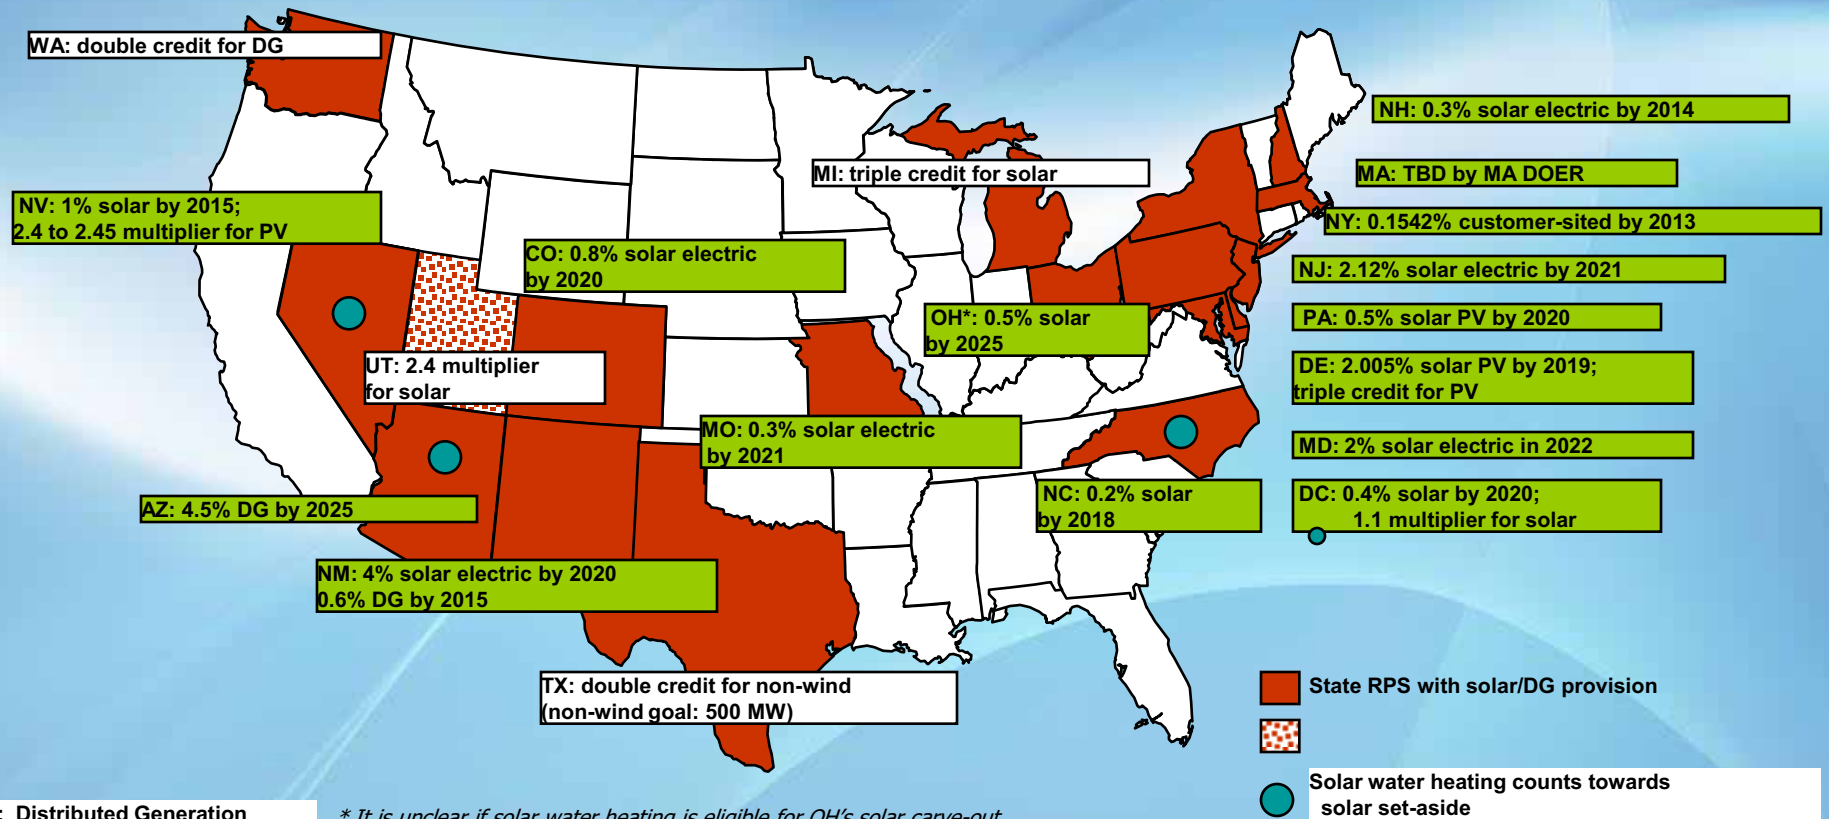 WA: double credit for DG
NH: 0.3% solar electric by 2014
MI: triple credit for solar
MA: TBD by MA DOER
NV: 1% solar by 2015;
2.4 to 2.45 multiplier for PV
NY: 0.1542% customer-sited by 2013
CO: 0.8% solar electric
by 2020
NJ: 2.12% solar electric by 2021
OH*: 0.5% solar
by 2025
PA: 0.5% solar PV by 2020
UT: 2.4 multiplier
for solar
DE: 2.005% solar PV by 2019;
triple credit for PV
MO: 0.3% solar electric
by 2021
MD: 2% solar electric in 2022
AZ: 4.5% DG by 2025
NC: 0.2% solar
by 2018
DC: 0.4% solar by 2020;
1.1 multiplier for solar
NM: 4% solar electric by 2020
0.6% DG by 2015
TX: double credit for non-wind
(non-wind goal: 500 MW)
State RPS with solar/DG provision
Solar water heating counts towards
solar set-aside
: Distributed Generation
* It is unclear if solar water heating is eligible for OH's solar carve-out